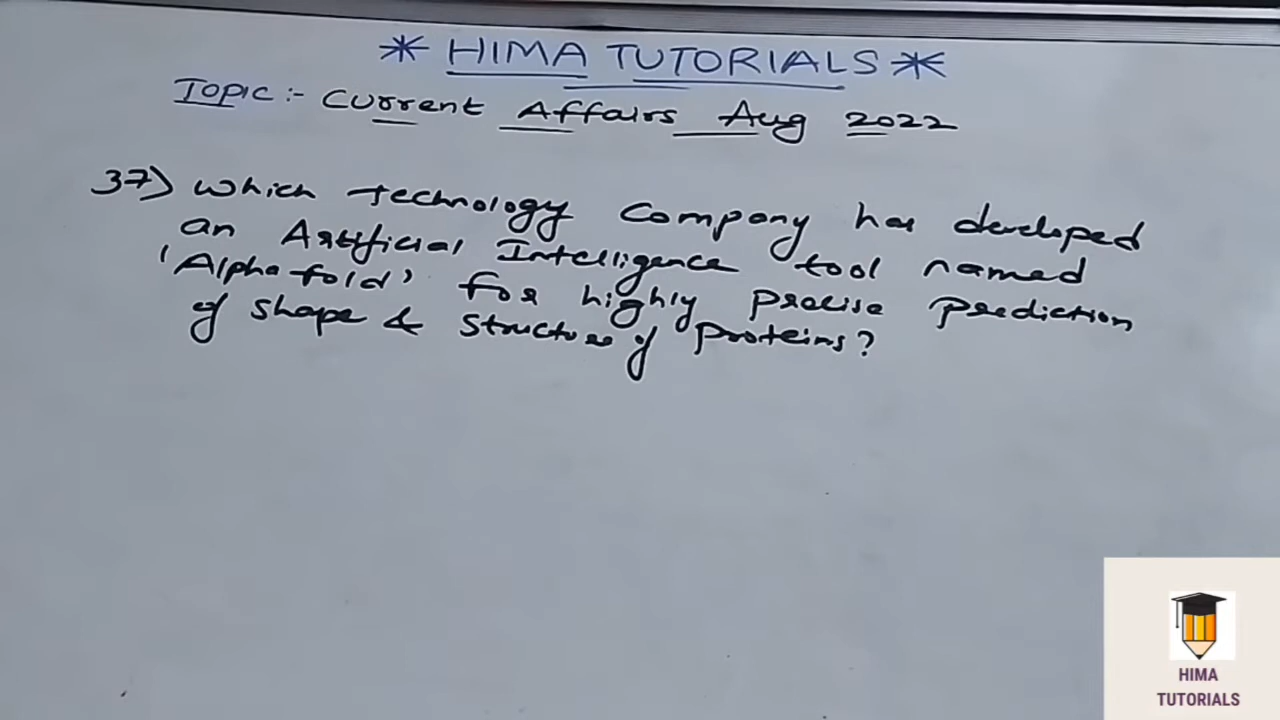 * HIMA TUTORIALS *
Topic :- Current Affairs Aug 2022
37) Which technology Company has developed
an Artificial Intelligence tool named
'Alphafold' for highly precise prediction
of shape & structure of proteins?
HIMA
TUTORIALS